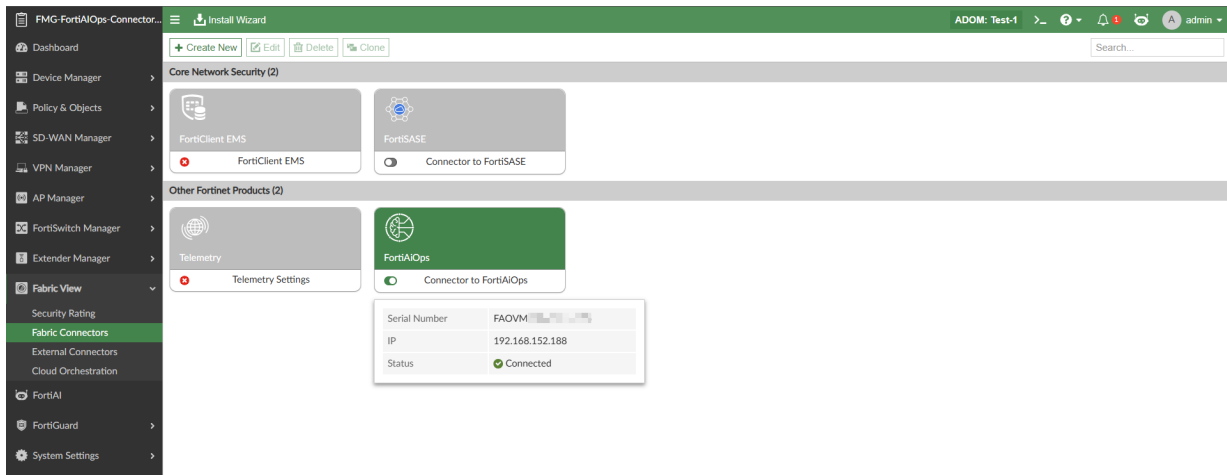 FMG-FortiAIOps-Connector...
Install Wizard
ADOM: Test-1
1
A
admin
Dashboard
Device Manager
Policy & Objects
SD-WAN Manager
VPN Manager
AP Manager
FortiSwitch Manager
Extender Manager
Fabric View
Security Rating
Fabric Connectors
External Connectors
Cloud Orchestration
FortiAI
FortiGuard
System Settings
+ Create New
Edit
Delete
Clone
Search...
Core Network Security (2)
FortiClient EMS
FortiClient EMS
FortiSASE
Connector to FortiSASE
Other Fortinet Products (2)
Telemetry
Telemetry Settings
FortiAiOps
Connector to FortiAiOps
Serial Number FAOVM
IP 192.168.152.188
Status Connected